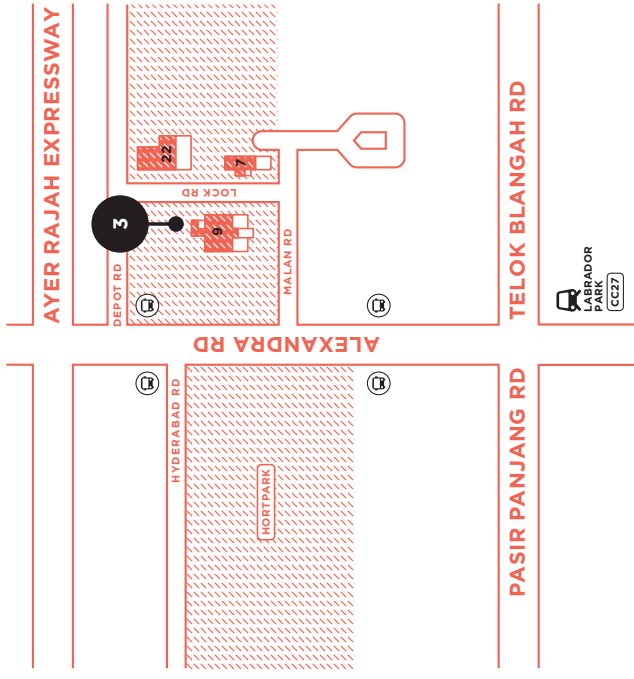 AYER RAJAH EXPRESSWAY
DEPOT RD
3
22
7
9
LOCK RD
MALAN RD
ALEXANDRA RD
HYDERABAD RD
HORTPARK
TELOK BLANGAH RD
PASIR PANJANG RD
LABRADOR
PARK
CC27